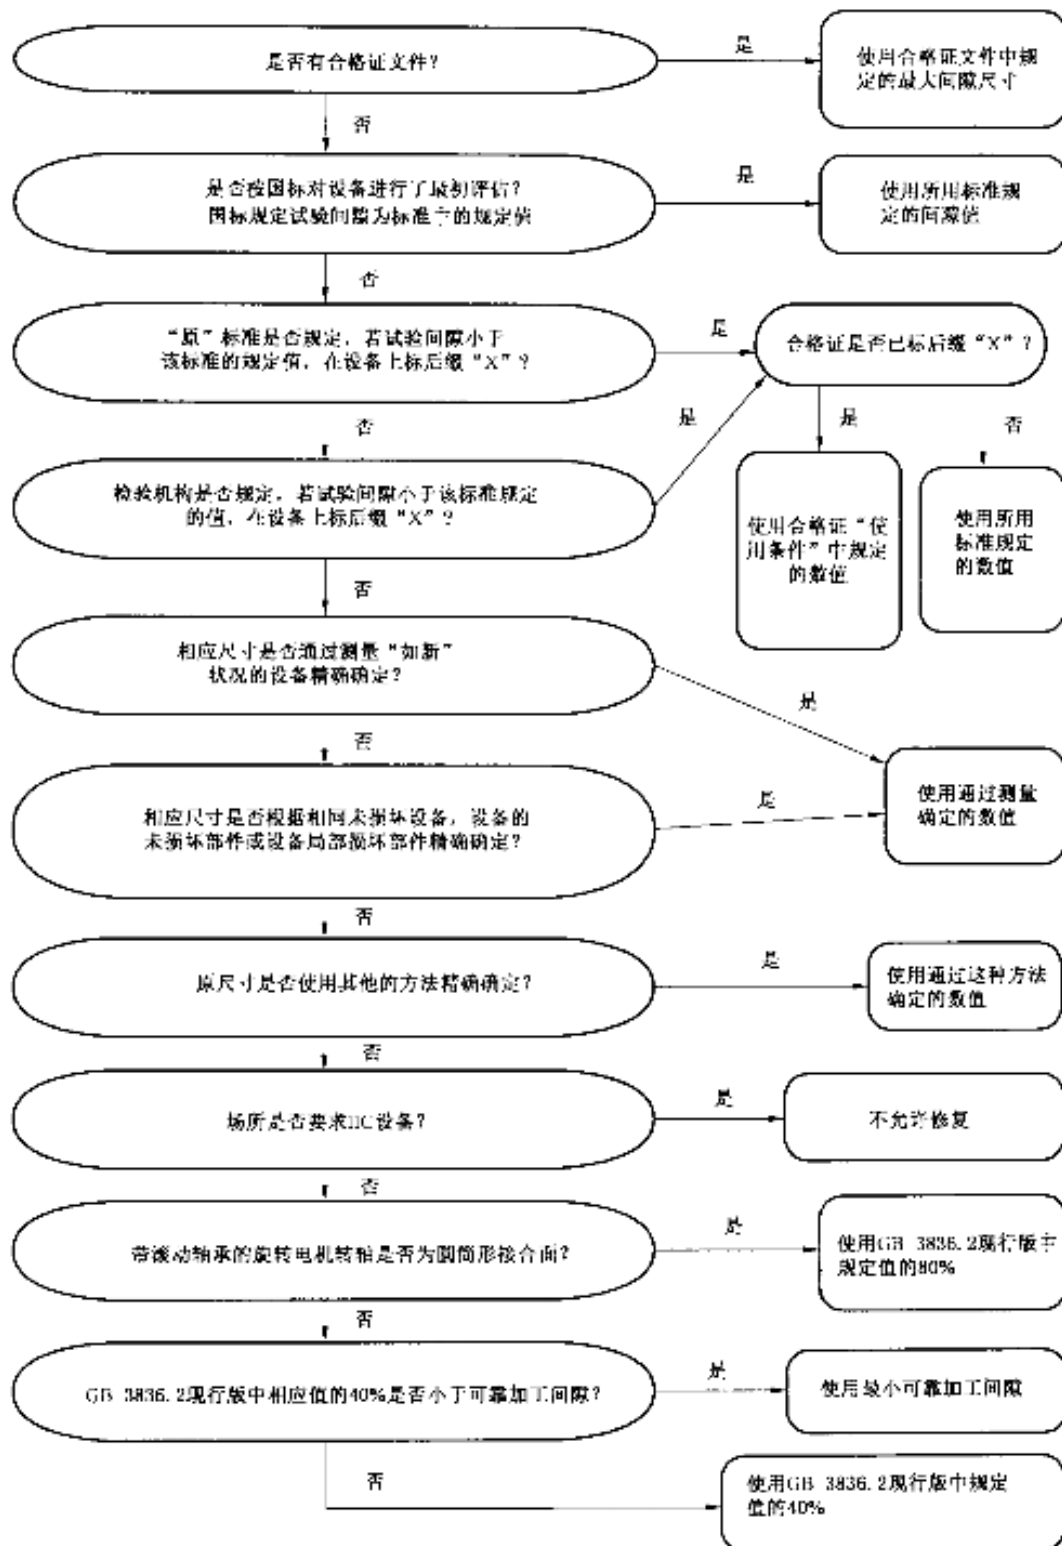 是否有合格证文件？
是
使用合格证文件中规
定的最大间隙尺寸
否
是否按国标对设备进行了最初评估？
国标规定试验间隙为标准中的规定值
是
使用所用标准规
定的间隙值
否
“原”标准是否规定，若试验间隙小于
该标准的规定值，在设备上标后缀“X”？
是
合格证是否已标后缀“X”？
否
是
是
否
检验机构是否规定，若试验间隙小于该标准规定
的值，在设备上标后缀“X”？
使用合格证“使
用条件”中规定
的数值
使用所用
标准规定
的数值
否
相应尺寸是否通过测量“如新”
状况的设备精确确定？
是
否
相应尺寸是否根据相同未损坏设备，设备的
未损坏部件或设备局部损坏部件精确确定？
是
使用通过测量
确定的数值
否
原尺寸是否使用其他的方法精确确定？
是
使用通过这种方法
确定的数值
否
场所是否要求IIC设备？
是
不允许修复
否
带滚动轴承的旋转电机转轴是否为圆筒形接合面？
是
使用GB 3836.2现行版中
规定值的80%
否
GB 3836.2现行版中相应值的40%是否小于可靠加工间隙？
是
使用最小可靠加工间隙
否
使用GB 3836.2现行版中规定
值的40%